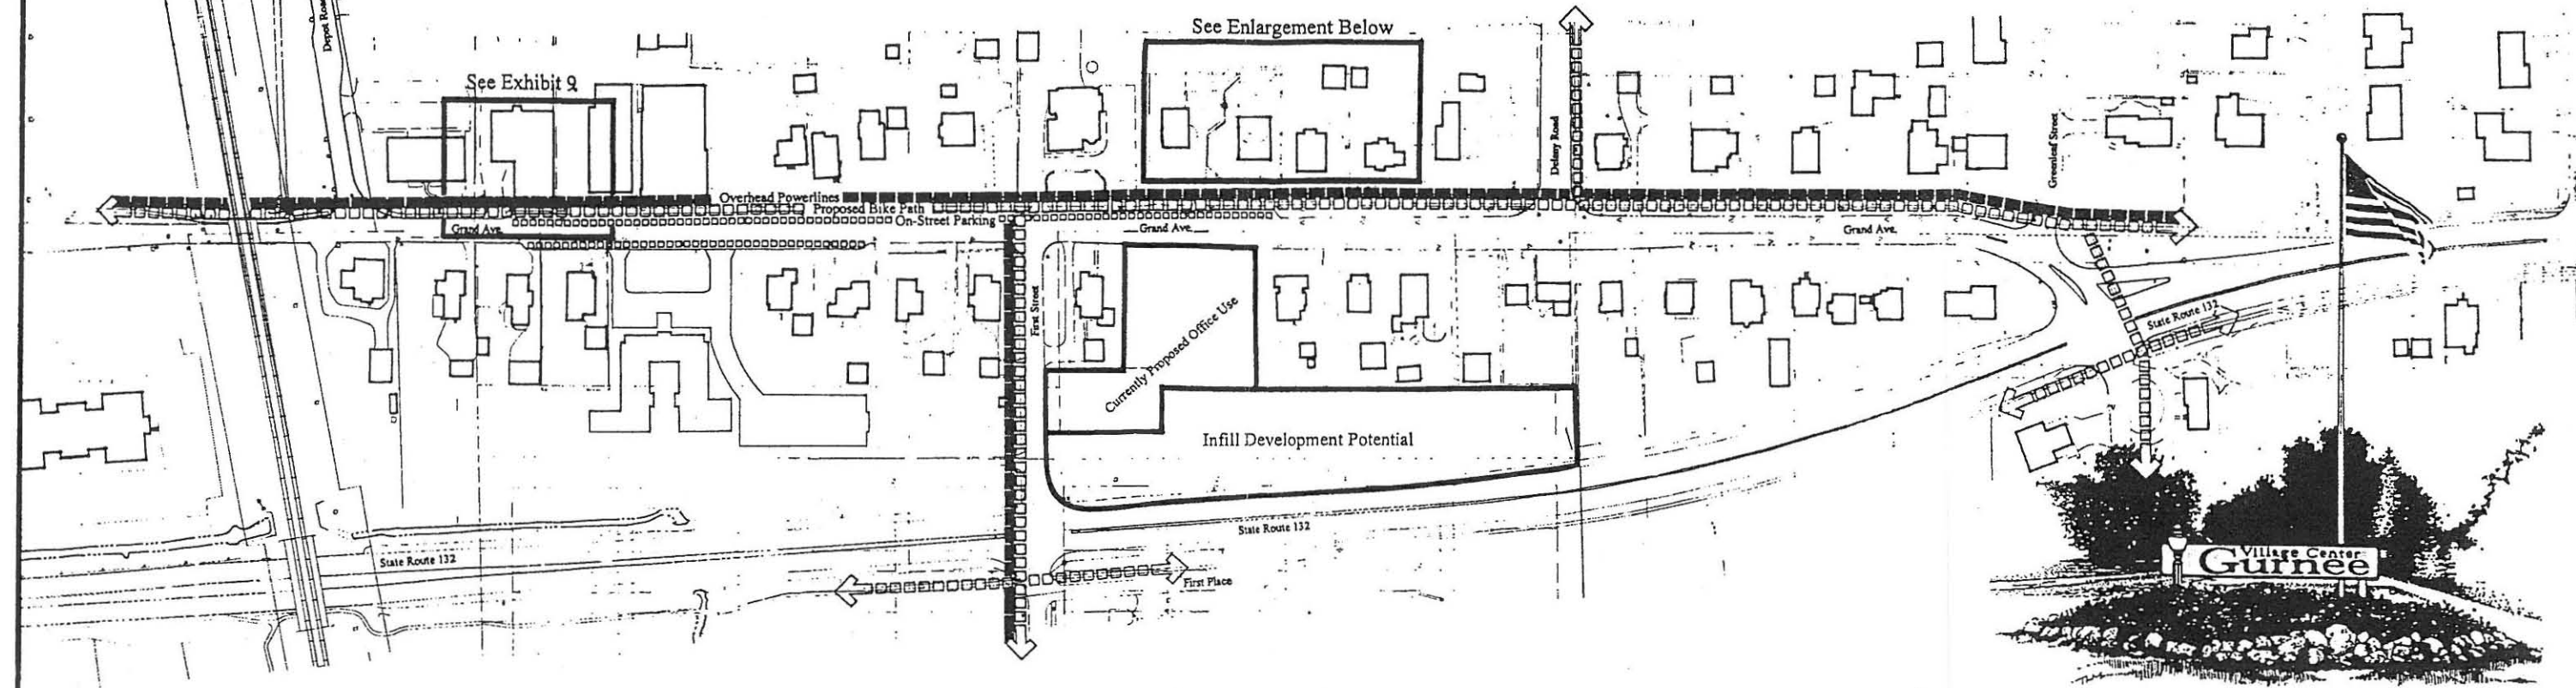 Depot Road
See Exhibit 9
See Enlargement Below
Delany Road
Greenleaf Street
Overhead Powerlines
Proposed Bike Path
On-Street Parking
Grand Ave.
Grand Ave.
Grand Ave.
First Street
Currently Proposed Office Use
Infill Development Potential
State Route 132
State Route 132
State Route 132
First Place
Village Center
Gurnee